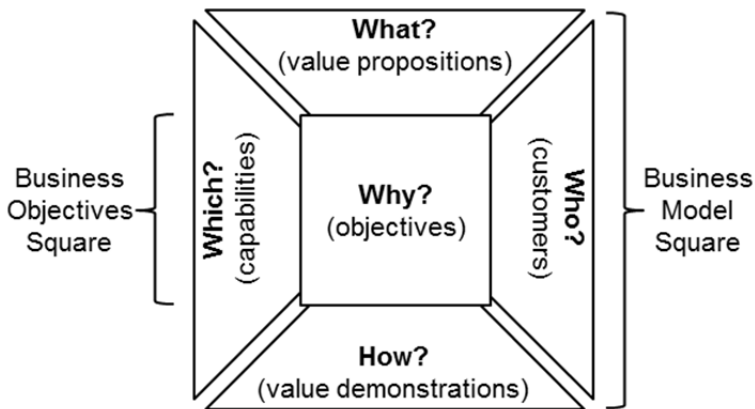 What?
(value propositions)
Business
Objectives
Square
Which?
(capabilities)
Why?
(objectives)
Who?
(customers)
Business
Model
Square
How?
(value demonstrations)